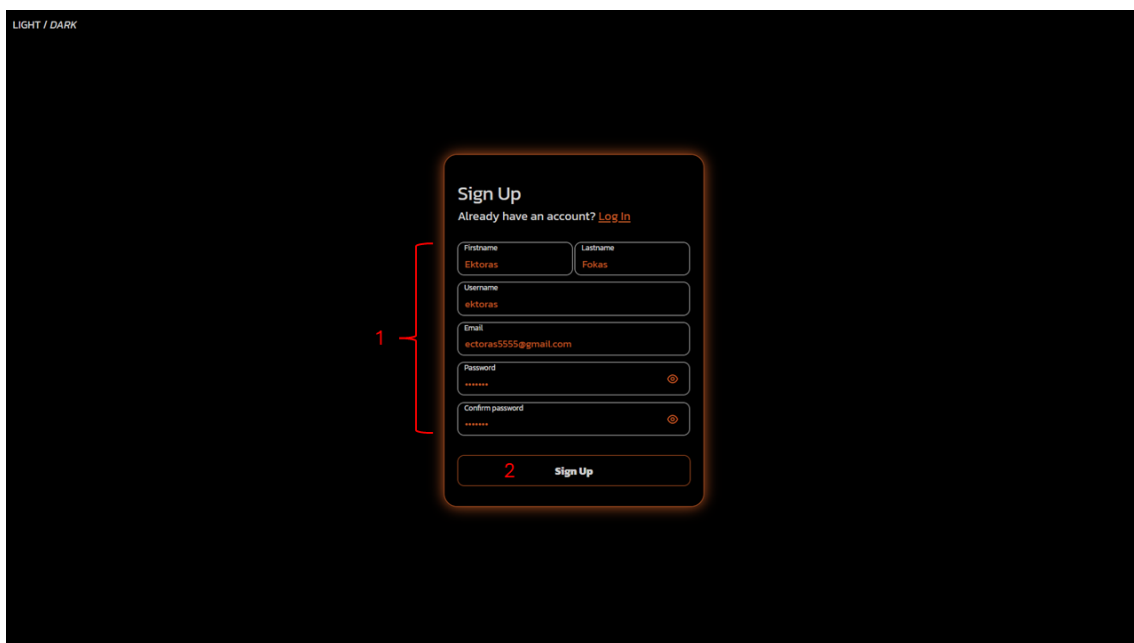 LIGHT / DARK
Sign Up
Already have an account? Log In
Firstname Lastname
Ektoras Fokas
Username
ektoras
Email
1
ectoras5555@gmail.com
Password
•••••••
Confirm password
•••••••
2 Sign Up